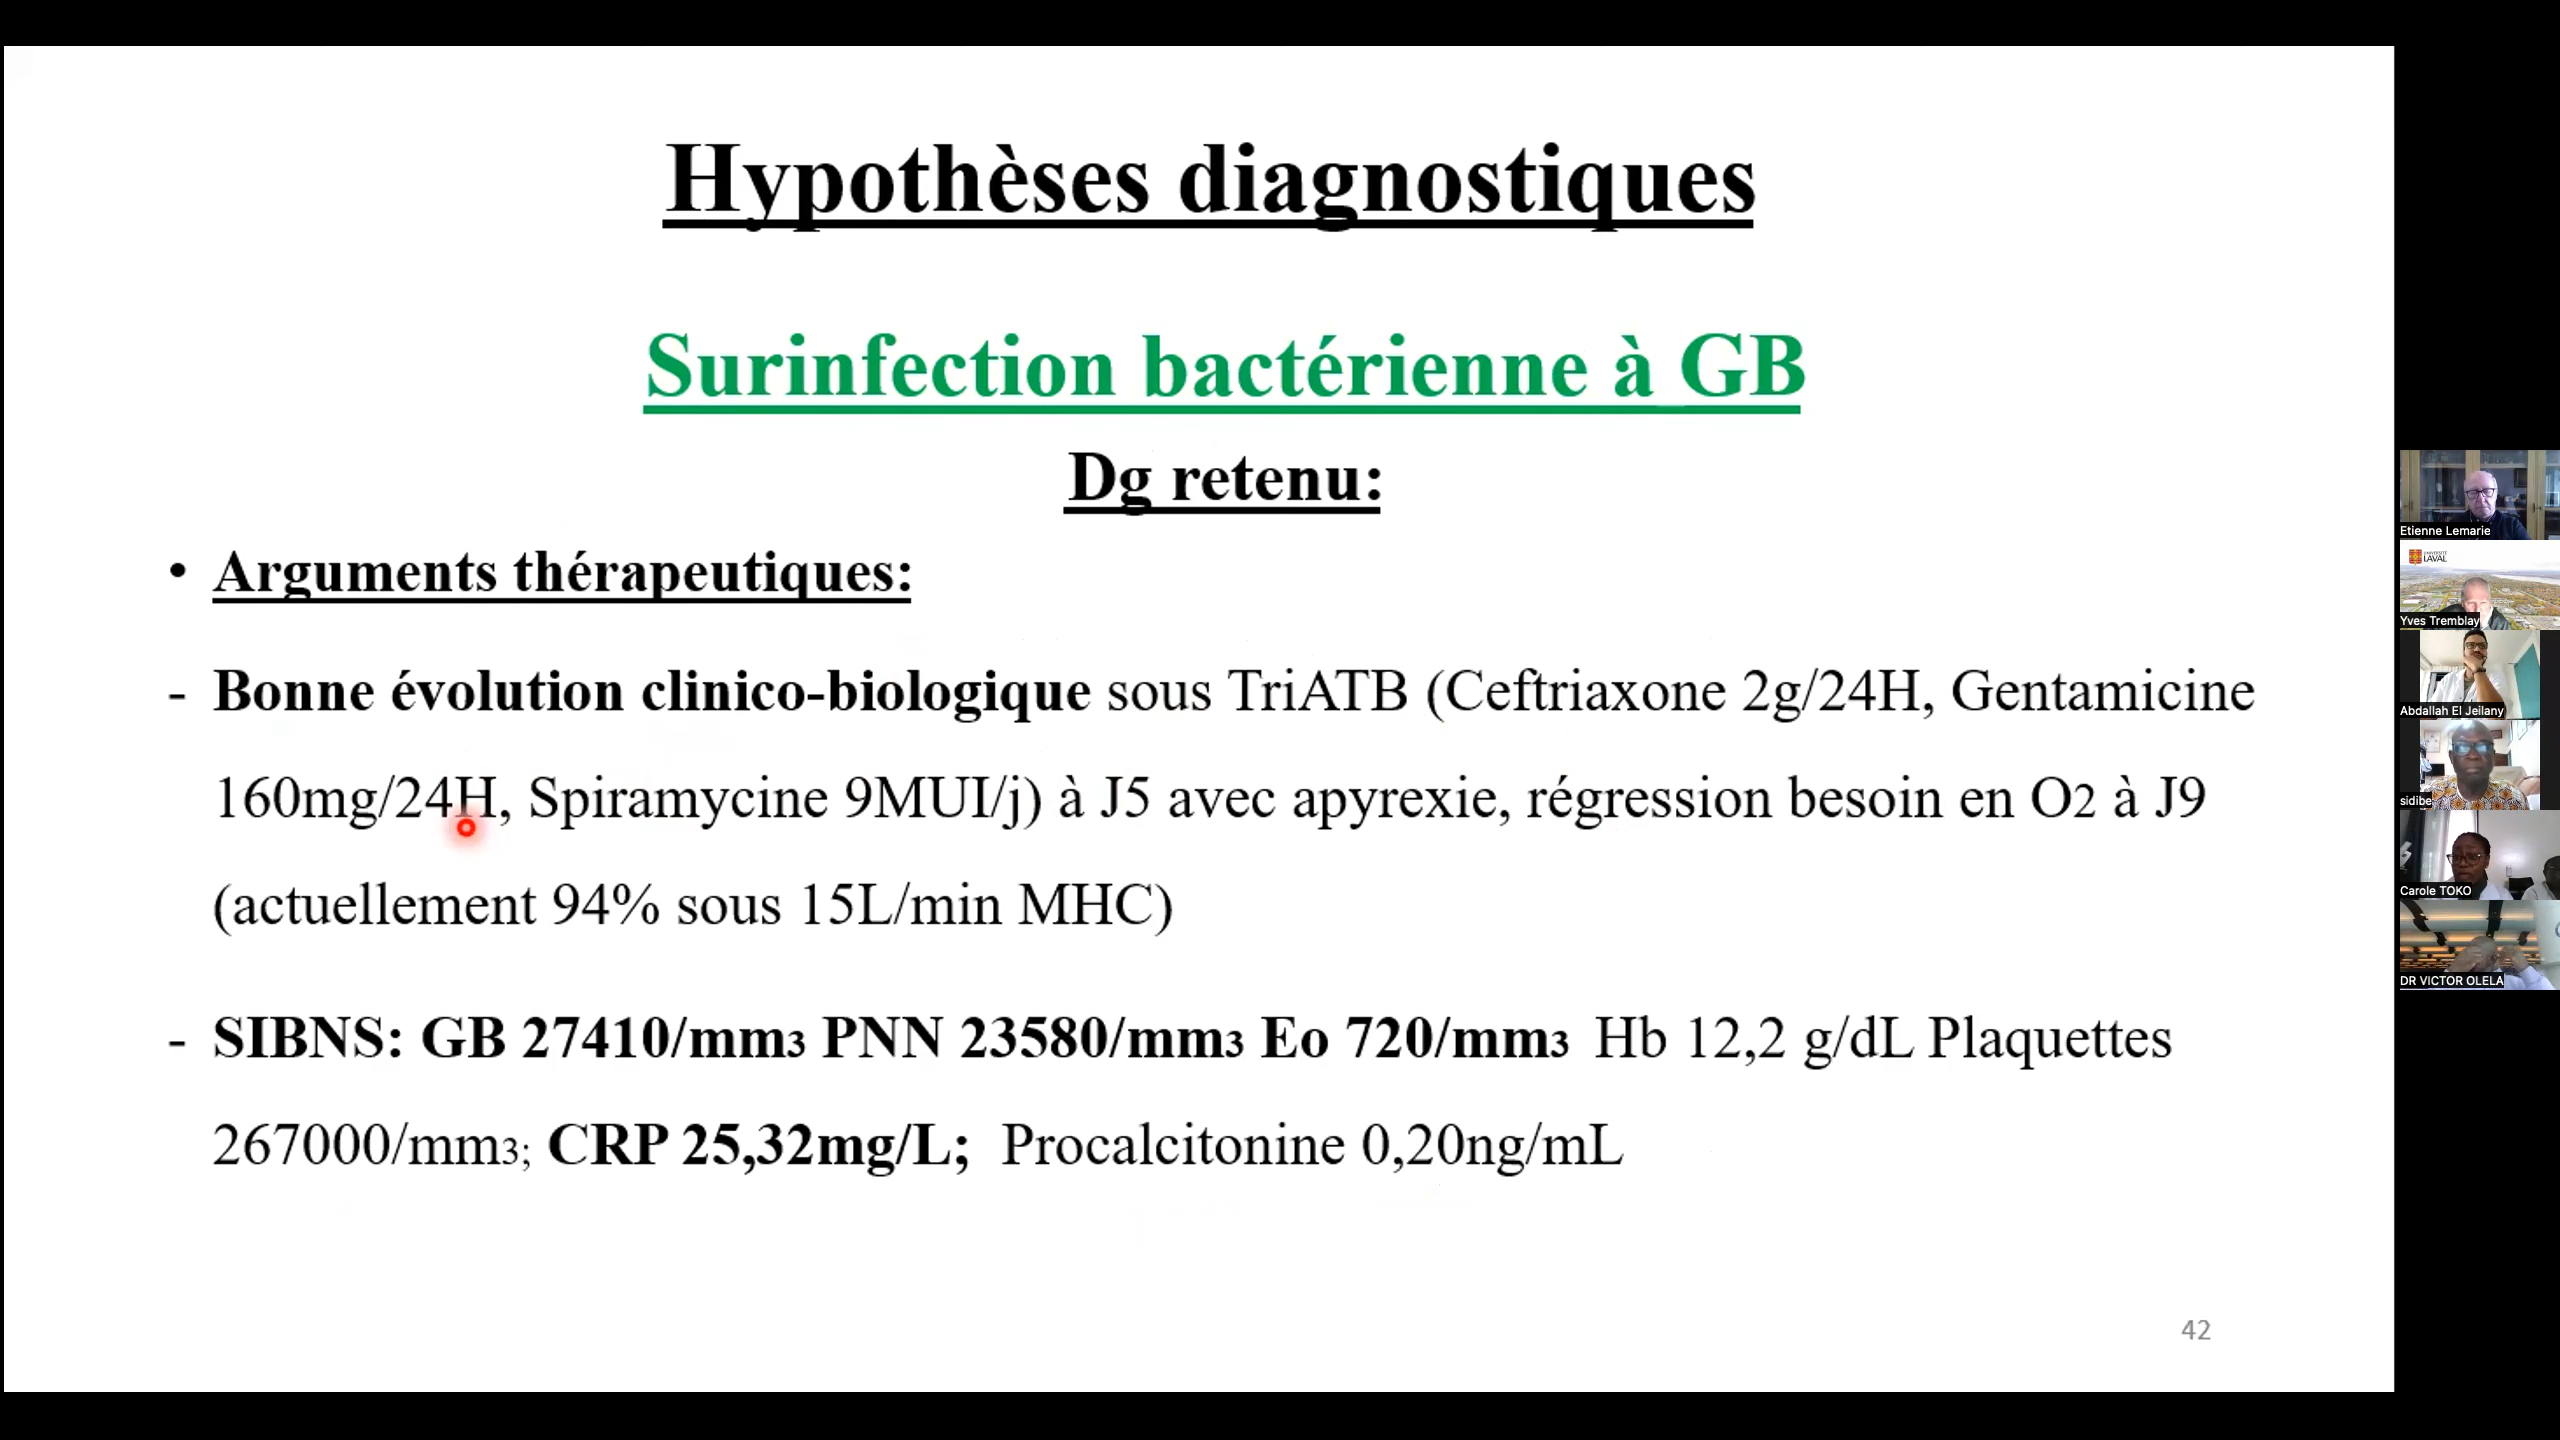 Hypothèses diagnostiques
Surinfection bactérienne à GB
Dg retenu:
• Arguments thérapeutiques:
- Bonne évolution clinico-biologique sous TriATB (Ceftriaxone 2g/24H, Gentamicine
160mg/24H, Spiramycine 9MUI/j) à J5 avec apyrexie, régression besoin en O2 à J9
(actuellement 94% sous 15L/min MHC)
- SIBNS: GB 27410/mm3 PNN 23580/mm3 Eo 720/mm3 Hb 12,2 g/dL Plaquettes
267000/mm3; CRP 25,32mg/L; Procalcitonine 0,20ng/mL
42
Etienne Lemarie
UNIVERSITÉ
LAVAL
Yves Tremblay
Abdallah El Jeilany
sidibe
Carole TOKO
DR VICTOR OLELA